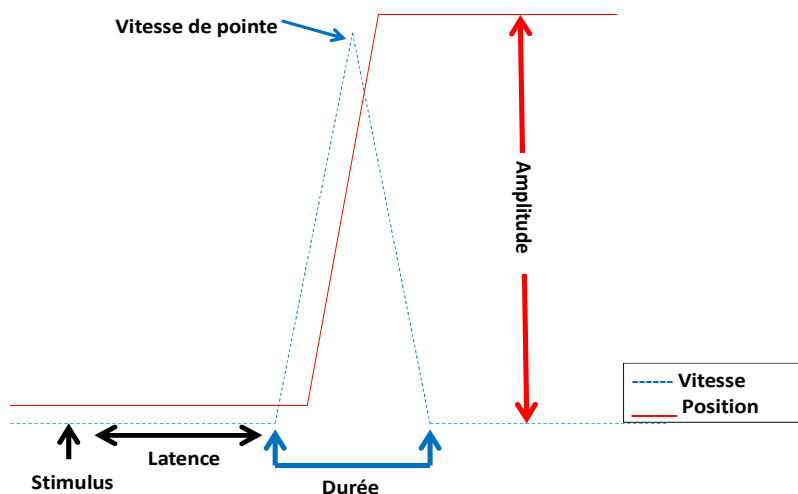 Vitesse de pointe
Amplitude
Vitesse
Position
Latence
Stimulus
Durée